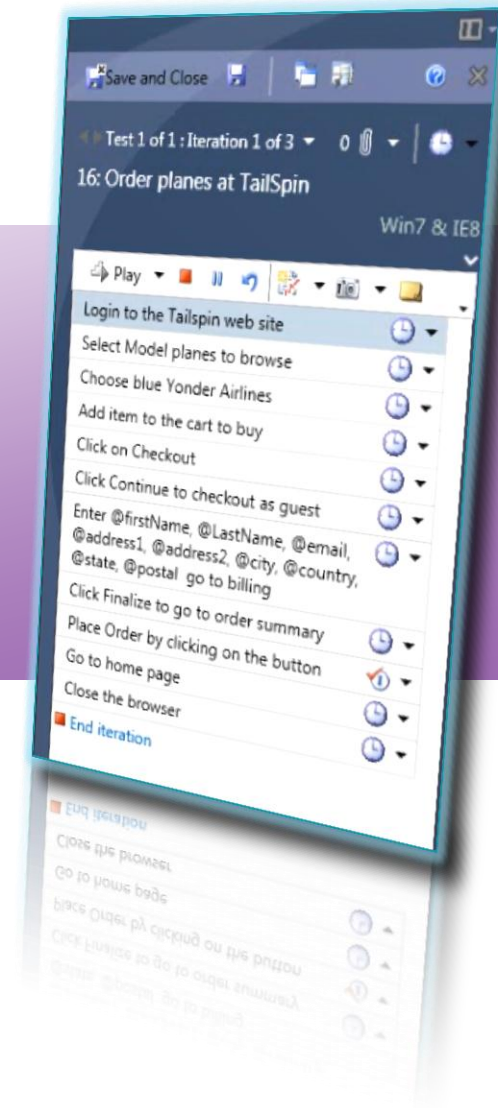 Save and Close
Test 1 of 1 : Iteration 1 of 3 0
16: Order planes at TailSpin
Win7 & IE8
Play
Login to the Tailspin web site
Select Model planes to browse
Choose blue Yonder Airlines
Add item to the cart to buy
Click on Checkout
Click Continue to checkout as guest
Enter @firstName, @LastName, @email,
@address1, @address2, @city, @country,
@state, @postal go to billing
Click Finalize to go to order summary
Place Order by clicking on the button
Go to home page
Close the browser
End iteration